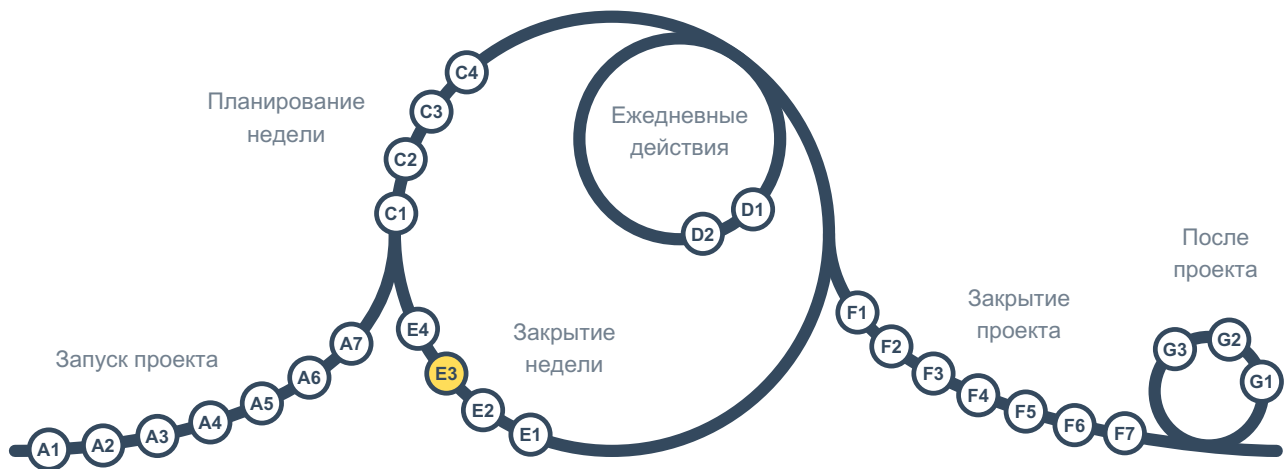 Запуск проекта
A1
A2
A3
A4
A5
A6
A7
Планирование
недели
C1
C2
C3
C4
Ежедневные
действия
D1
D2
Закрытие
недели
E1
E2
E3
E4
Закрытие
проекта
F1
F2
F3
F4
F5
F6
F7
После
проекта
G1
G2
G3